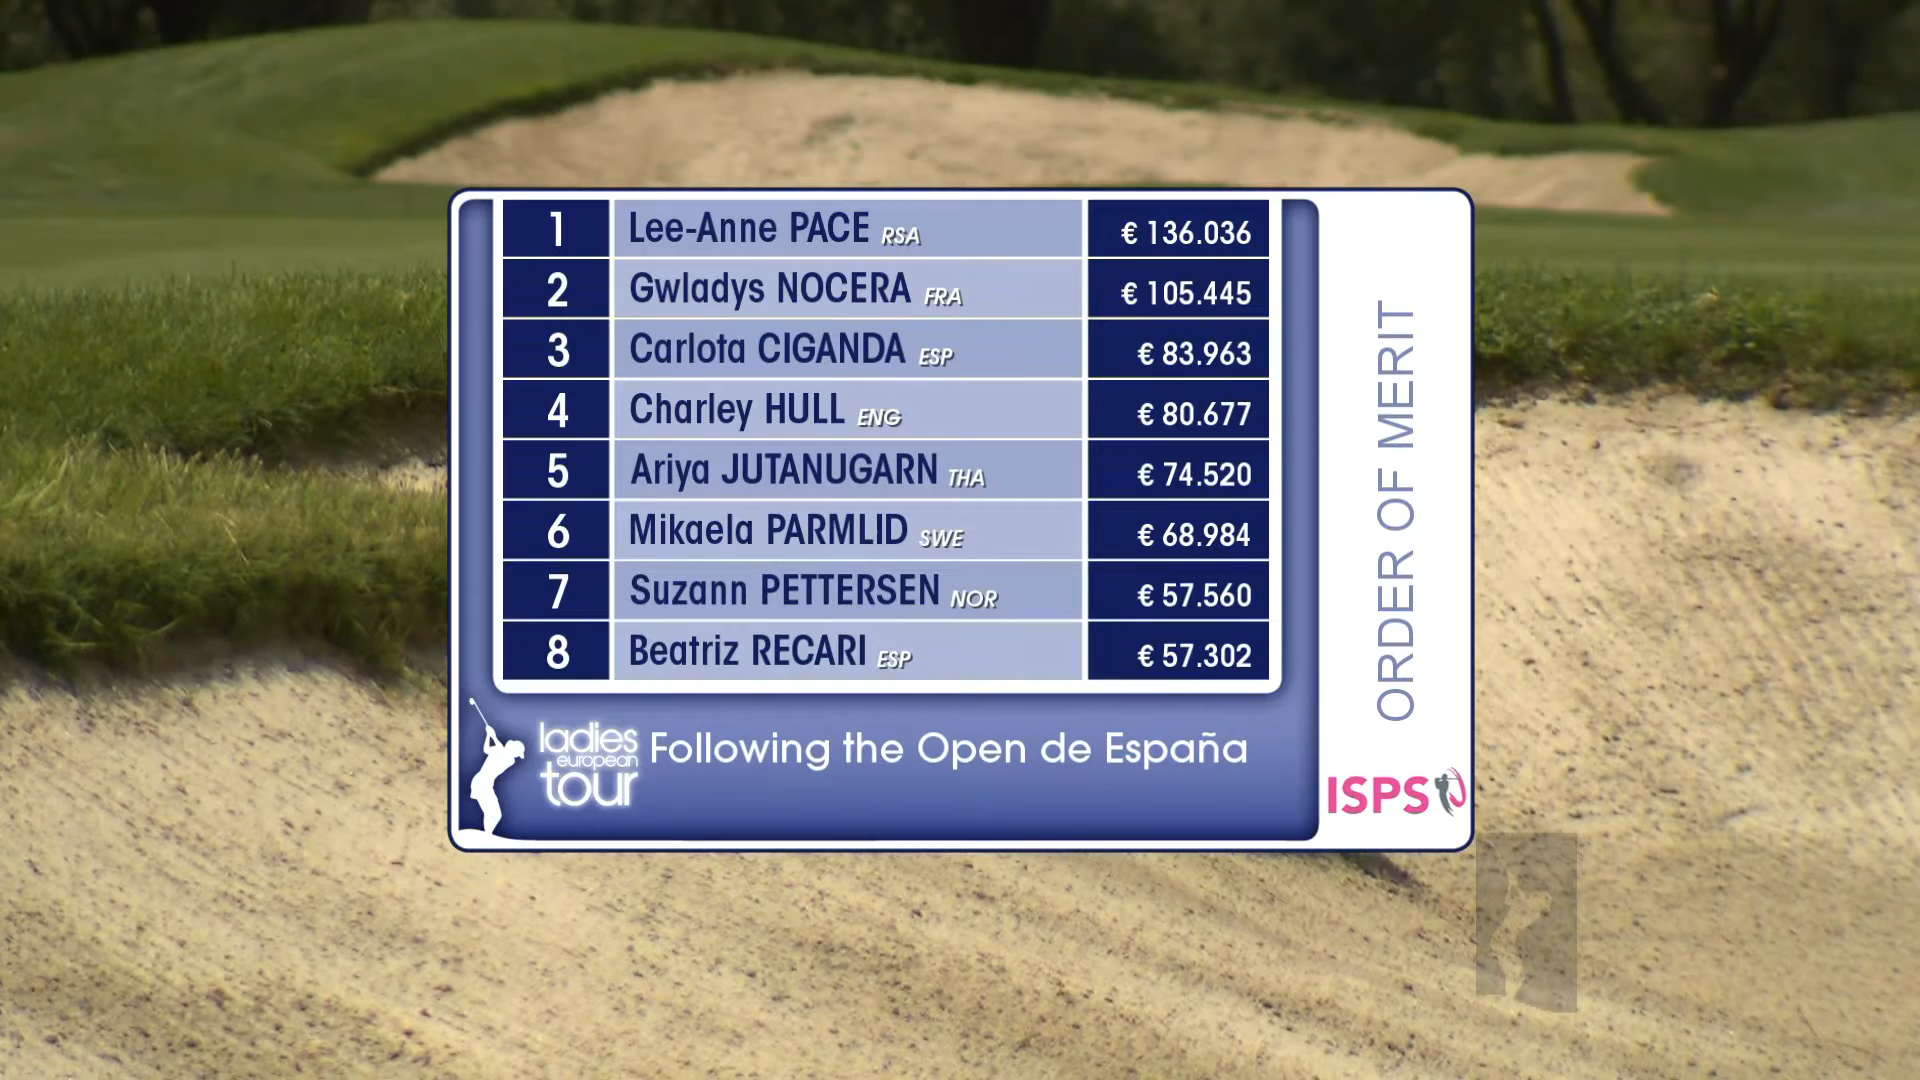 1 Lee-Anne PACE RSA € 136.036
2 Gwladys NOCERA FRA € 105.445
3 Carlota CIGANDA ESP € 83.963
4 Charley HULL ENG € 80.677
5 Ariya JUTANUGARN THA € 74.520
6 Mikaela PARMLID SWE € 68.984
7 Suzann PETTERSEN NOR € 57.560
8 Beatriz RECARI ESP € 57.302
ladies
european
tour
Following the Open de España
ORDER OF MERIT
ISPS